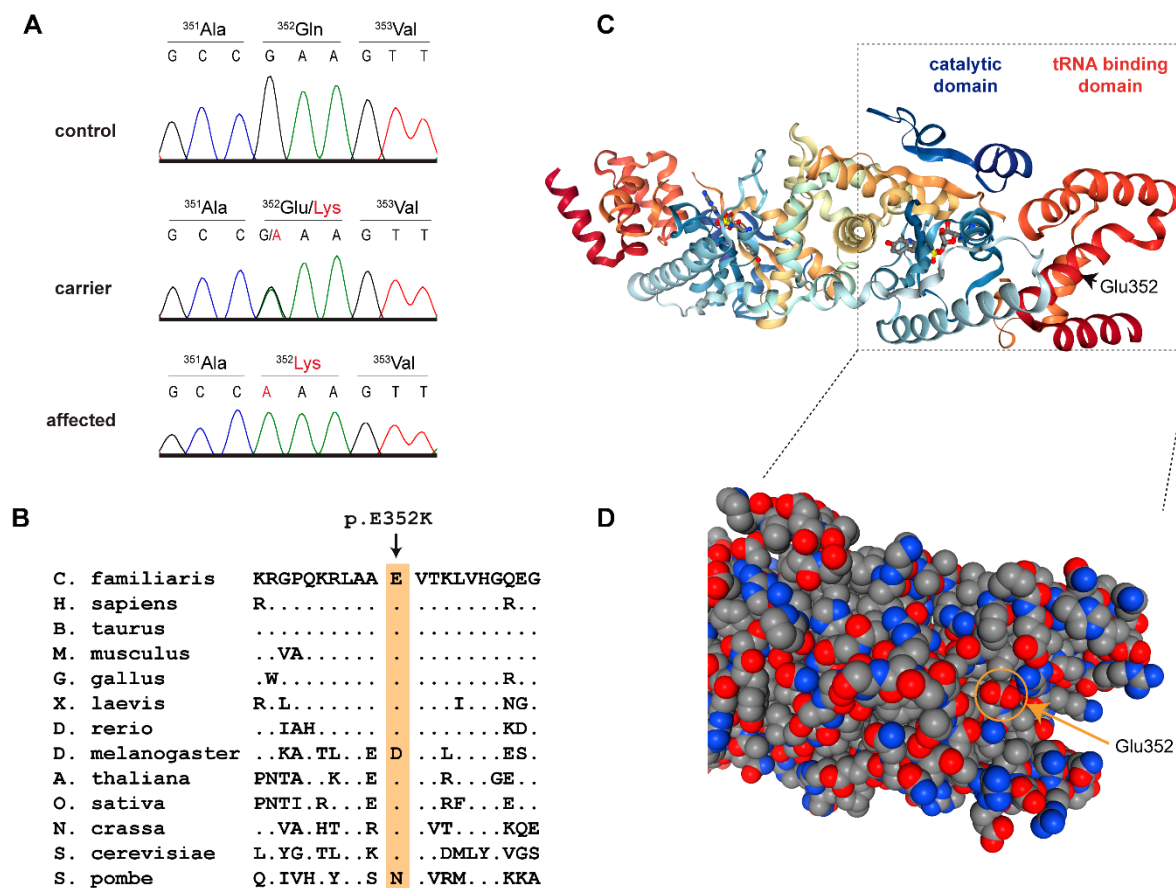 A
351Ala 352Gln 353Val
G C C G A A G T T
control
351Ala 352Glu/Lys 353Val
G C C G/A A A G T T
carrier
351Ala 352Lys 353Val
G C C A A A G T T
affected
B
p.E352K
C. familiaris KRGPQKRLAA E VTKLVHGQEG
H. sapiens R......... . .......R..
B. taurus .......... . ..........
M. musculus ..VA...... . ..........
G. gallus .W........ . .......R..
X. laevis R.L....... . ....I..NG.
D. rerio ..IAH..... . .......KD.
D. melanogaster ..KA.TL..E D ...L...ES.
A. thaliana PNTA..K..E . ...R...GE..
O. sativa PNTI.R...E . ...RF...E..
N. crassa ..VA.HT..R . .VT....KQE
S. cerevisiae L.YG.TL..K . ..DMLY.VGS
S. pombe Q.IVH.Y..S N .VRM...KKA
C
catalytic domain
tRNA binding domain
Glu352
D
Glu352